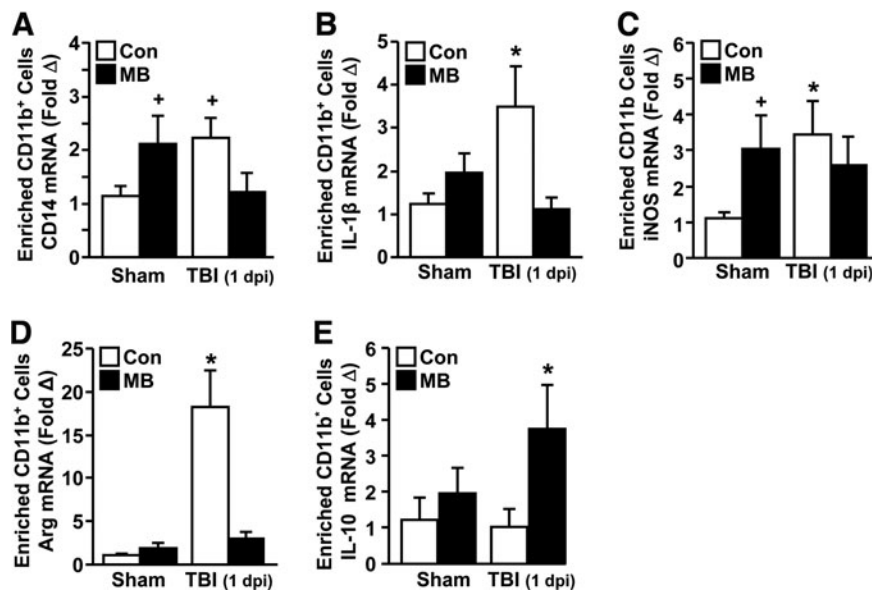 A
Enriched CD11b+ Cells
CD14 mRNA (Fold Δ)
Con
MB
4
3
2
1
0
+
+
Sham
TBI (1 dpi)
B
Enriched CD11b+ Cells
IL-1β mRNA (Fold Δ)
Con
MB
5
4
3
2
1
0
*
Sham
TBI (1 dpi)
C
Enriched CD11b Cells
iNOS mRNA (Fold Δ)
Con
MB
6
5
4
3
2
1
0
+
*
Sham
TBI (1 dpi)
D
Enriched CD11b+ Cells
Arg mRNA (Fold Δ)
Con
MB
25
20
15
10
5
0
*
Sham
TBI (1 dpi)
E
Enriched CD11b+ Cells
IL-10 mRNA (Fold Δ)
Con
MB
6
5
4
3
2
1
0
*
Sham
TBI (1 dpi)